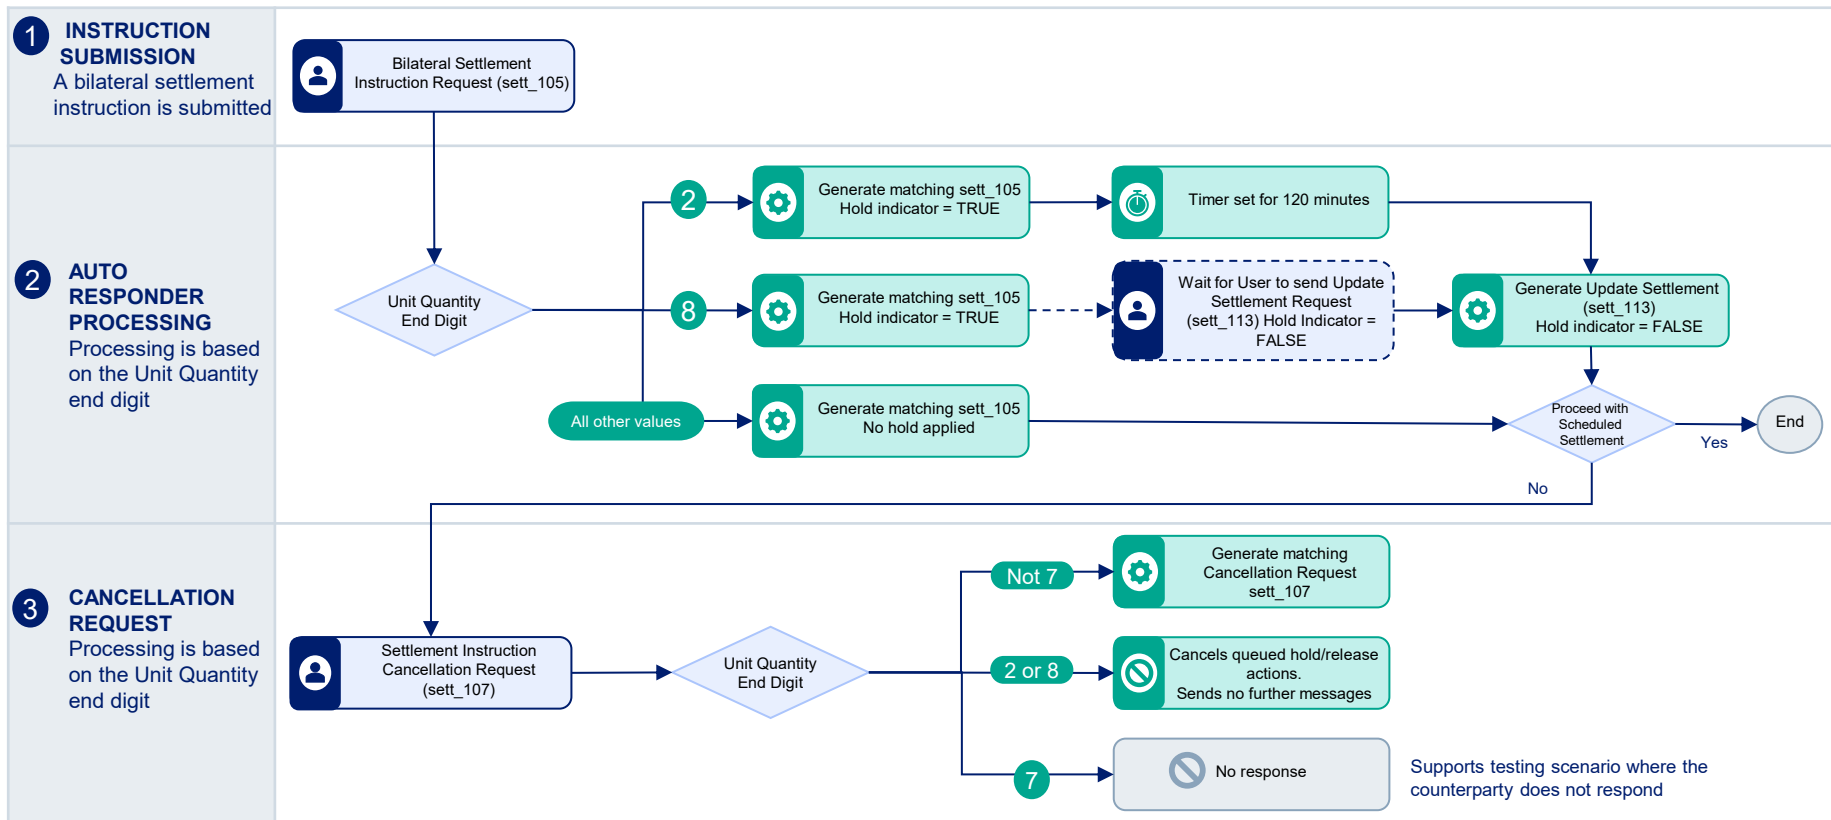 1
INSTRUCTION
SUBMISSION
A bilateral settlement
instruction is submitted
Bilateral Settlement
Instruction Request (sett_105)
2
AUTO
RESPONDER
PROCESSING
Processing is based
on the Unit Quantity
end digit
Unit Quantity
End Digit
2
Generate matching sett_105
Hold indicator = TRUE
Timer set for 120 minutes
8
Generate matching sett_105
Hold indicator = TRUE
Wait for User to send Update
Settlement Request
(sett_113) Hold Indicator =
FALSE
Generate Update Settlement
(sett_113)
Hold indicator = FALSE
All other values
Generate matching sett_105
No hold applied
Proceed with
Scheduled
Settlement
Yes
End
No
3
CANCELLATION
REQUEST
Processing is based
on the Unit Quantity
end digit
Settlement Instruction
Cancellation Request
(sett_107)
Unit Quantity
End Digit
Not 7
Generate matching
Cancellation Request
sett_107
2 or 8
Cancels queued hold/release
actions.
Sends no further messages
7
No response
Supports testing scenario where the
counterparty does not respond